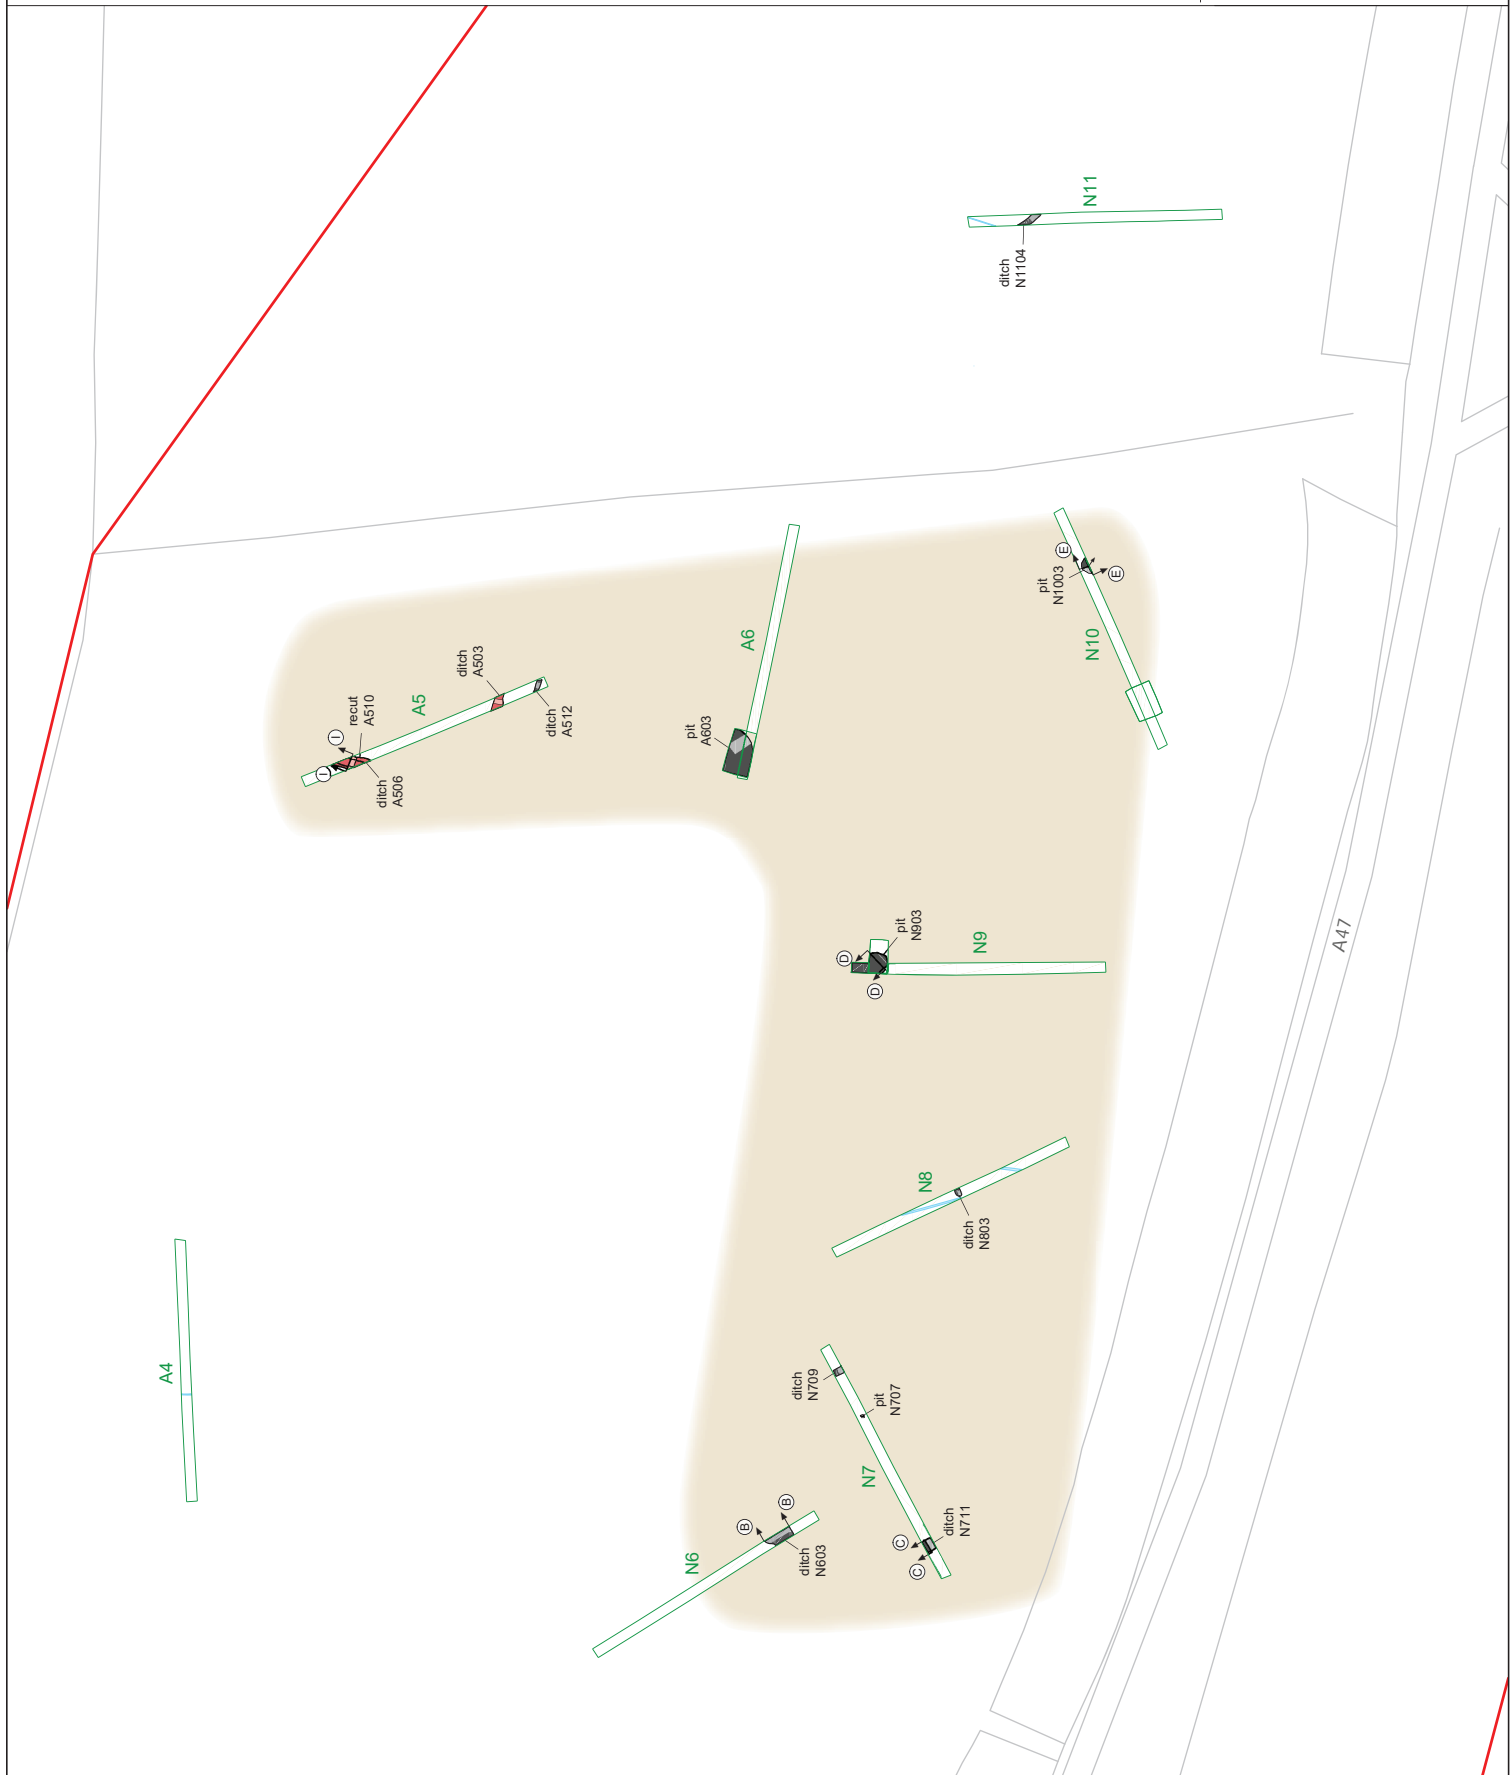 N11
ditch
N1104
E
pit
N1003
E
N10
A6
pit
A603
ditch
A503
A5
recut
A510
ditch
A512
I
I
ditch
A506
pit
N903
N9
D
D
A47
N8
ditch
N803
A4
ditch
N709
pit
N707
N7
ditch
N711
C
C
B
B
N6
ditch
N603